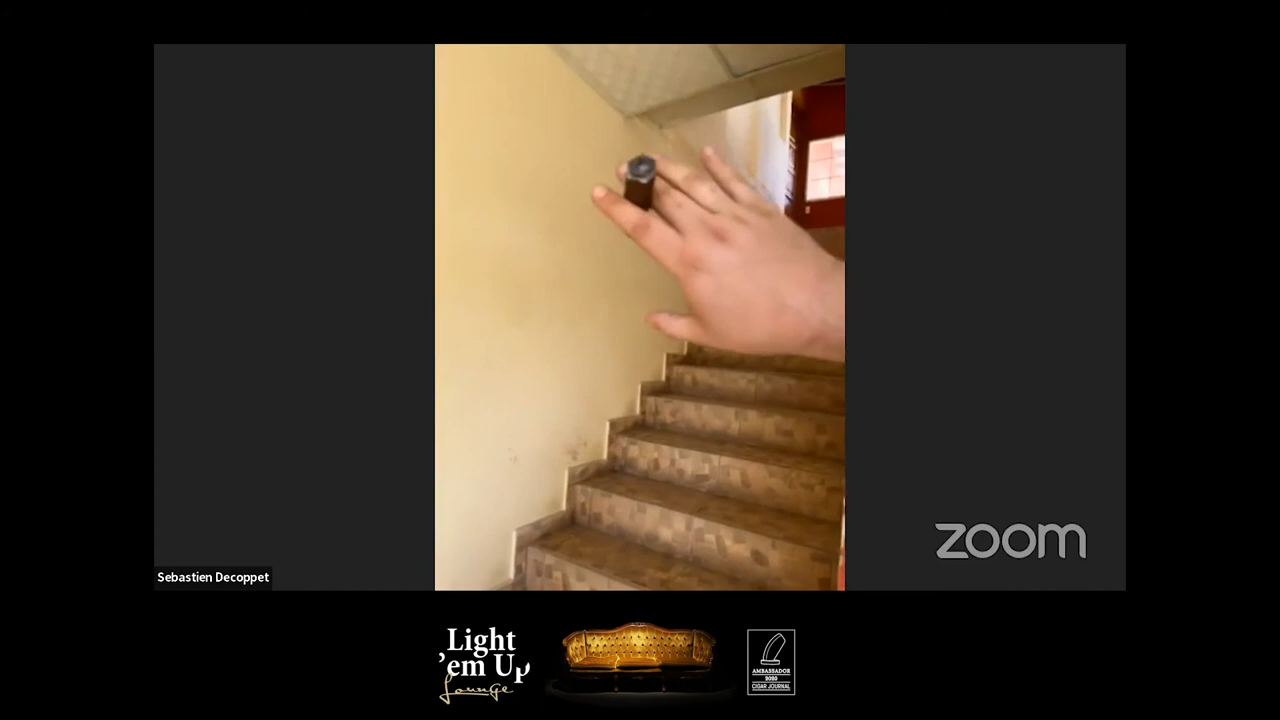 zoom
Sebastien Decoppet
Light
'em Up
Lounge
AMBASSADOR
2020
CIGAR JOURNAL